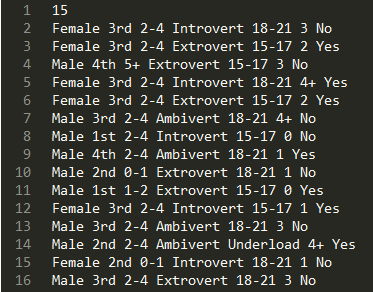 1 15
2 Female 3rd 2-4 Introvert 18-21 3 No
3 Female 3rd 2-4 Extrovert 15-17 2 Yes
4 Male 4th 5+ Extrovert 15-17 3 No
5 Female 3rd 2-4 Introvert 18-21 4+ Yes
6 Female 3rd 2-4 Extrovert 15-17 2 Yes
7 Male 3rd 2-4 Ambivert 18-21 4+ No
8 Male 1st 2-4 Introvert 15-17 0 No
9 Male 4th 2-4 Ambivert 18-21 1 Yes
10 Male 2nd 0-1 Extrovert 18-21 1 No
11 Male 1st 1-2 Extrovert 15-17 0 Yes
12 Female 3rd 2-4 Introvert 15-17 1 Yes
13 Male 3rd 2-4 Ambivert 18-21 3 No
14 Male 2nd 2-4 Ambivert Underload 4+ Yes
15 Female 2nd 0-1 Introvert 18-21 1 No
16 Male 3rd 2-4 Extrovert 18-21 3 No